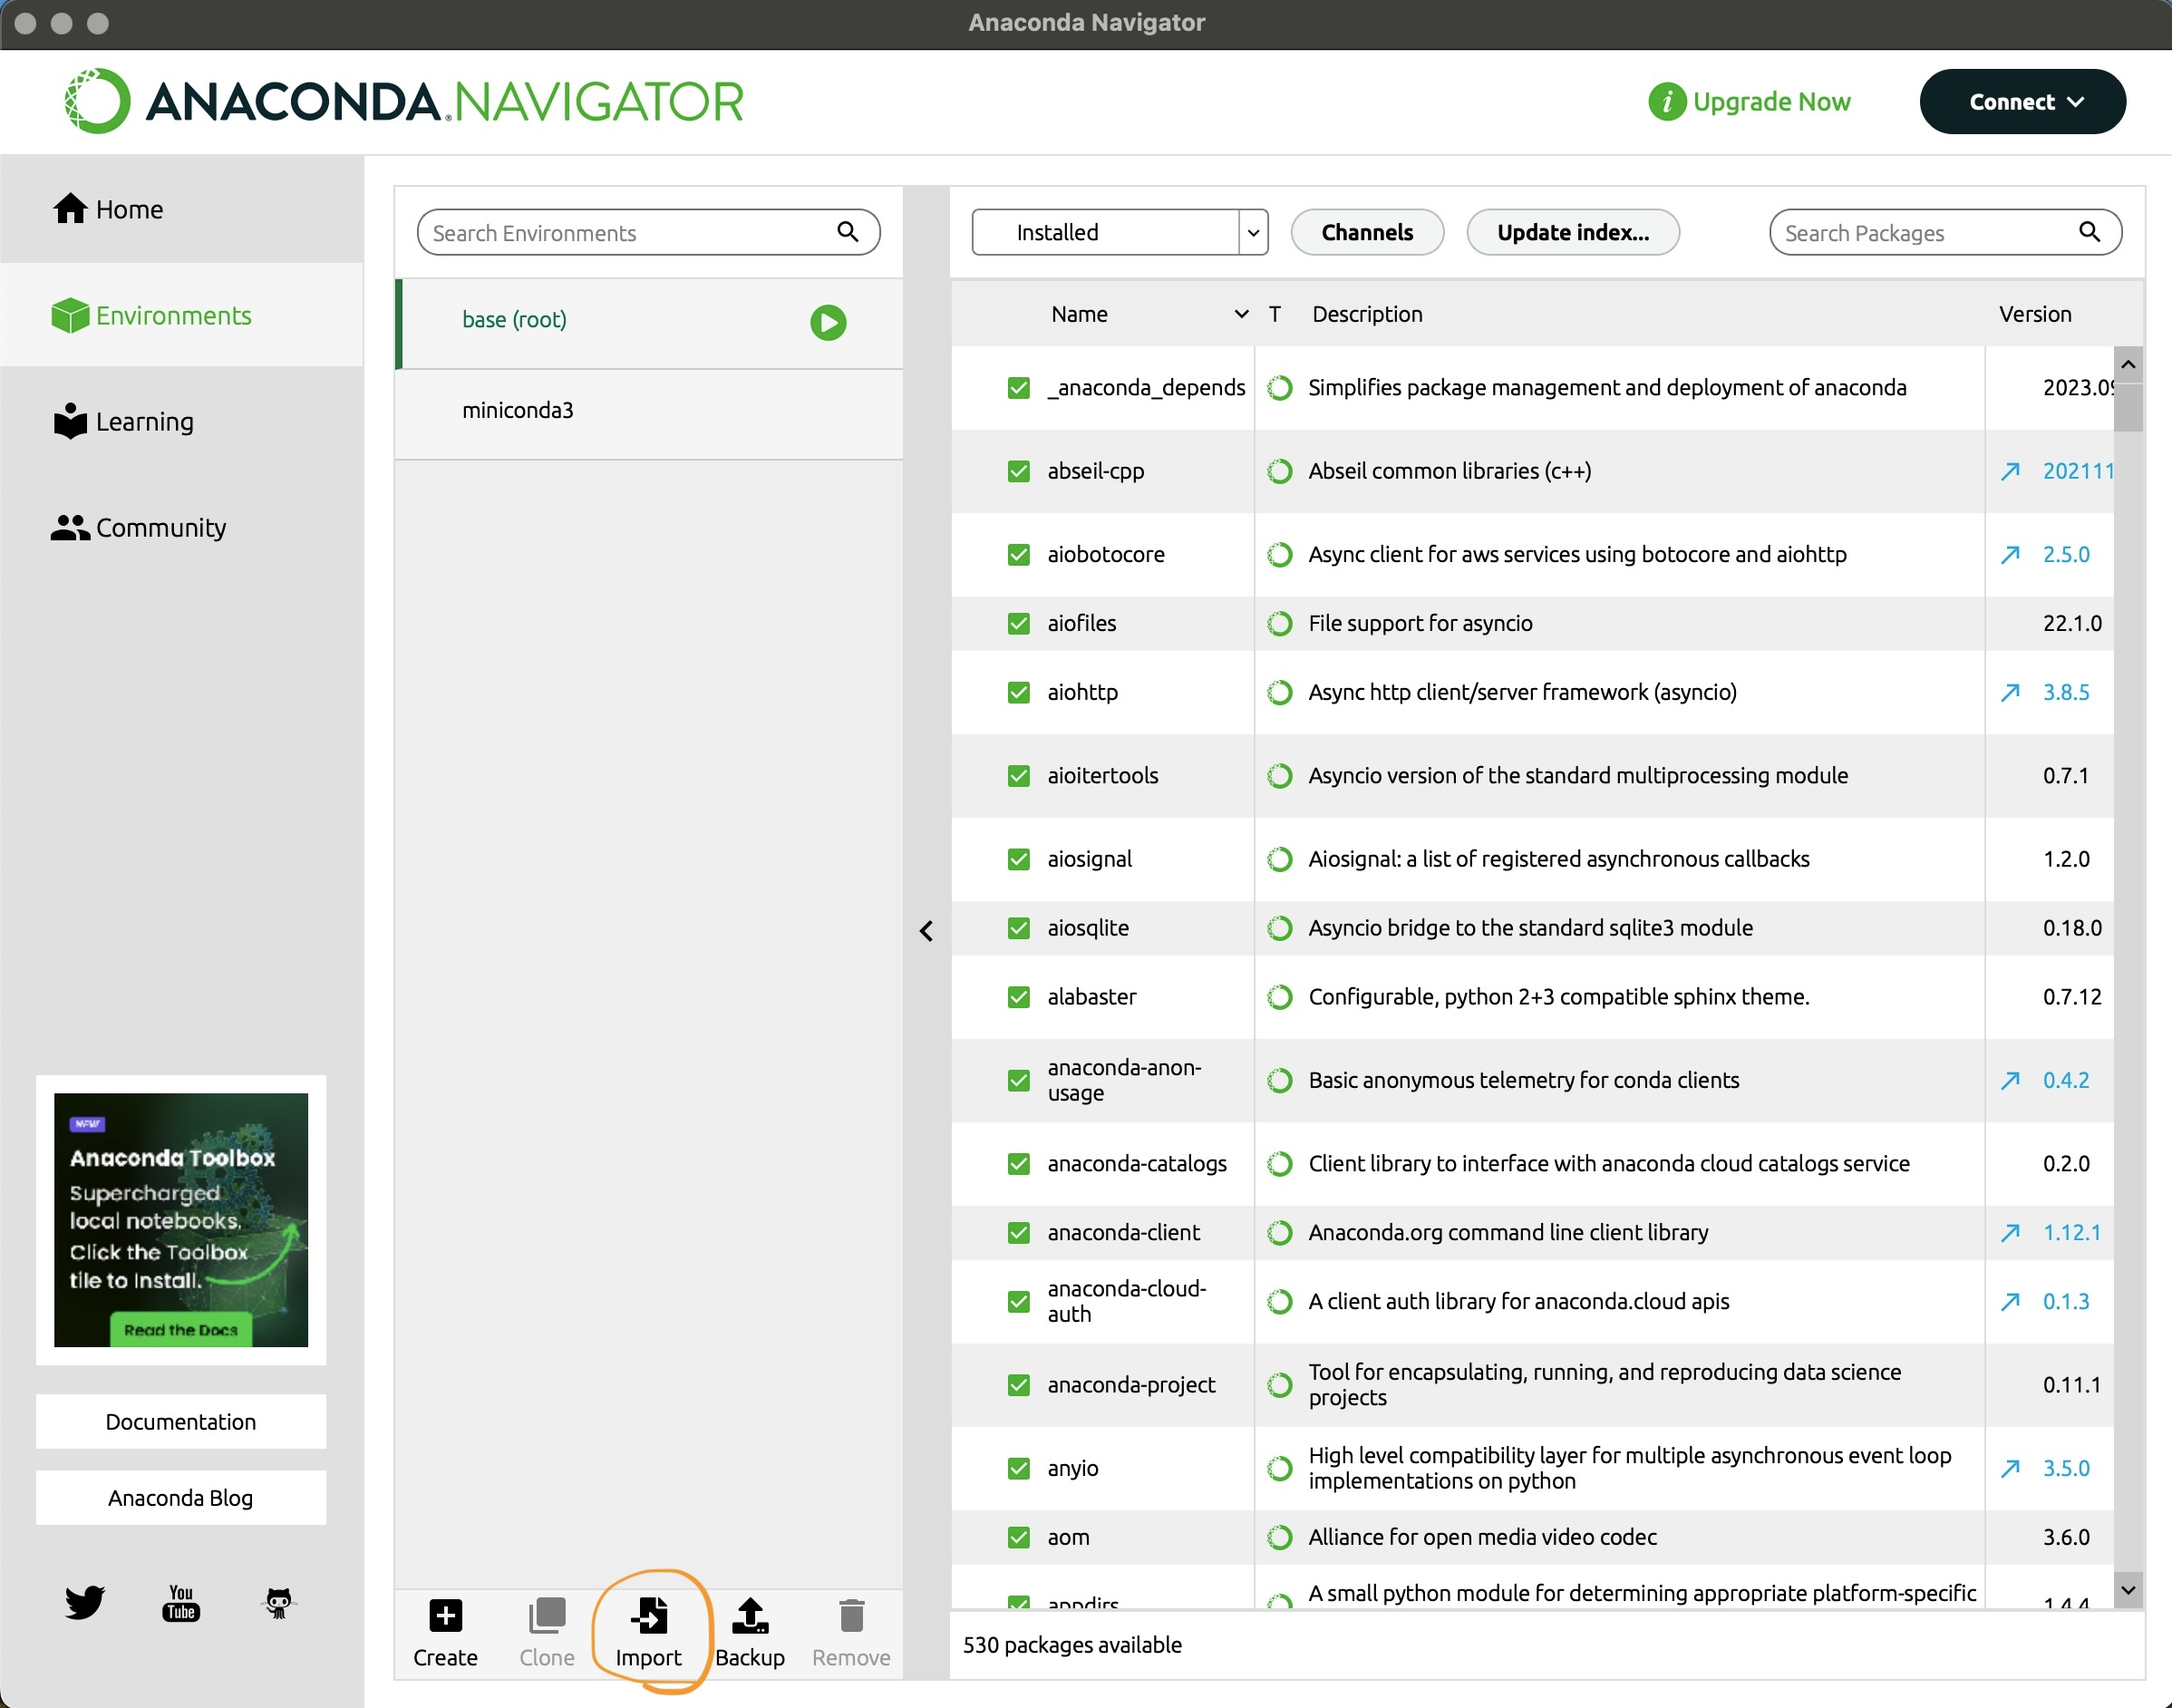 Anaconda Navigator
ANACONDA.NAVIGATOR
i Upgrade Now
Connect
Home
Environments
Learning
Community
NEW
Anaconda Toolbox
Supercharged
local notebooks.
Click the Toolbox
tile to install.
Read the Docs
Documentation
Anaconda Blog
You
Tube
Search Environments
base (root)
miniconda3
Create
Clone
Import
Backup
Remove
Installed
Channels
Update index...
Search Packages
Name T Description Version
_anaconda_depends Simplifies package management and deployment of anaconda 2023.09
abseil-cpp Abseil common libraries (c++) 202111
aiobotocore Async client for aws services using botocore and aiohttp 2.5.0
aiofiles File support for asyncio 22.1.0
aiohttp Async http client/server framework (asyncio) 3.8.5
aioitertools Asyncio version of the standard multiprocessing module 0.7.1
aiosignal Aiosignal: a list of registered asynchronous callbacks 1.2.0
aiosqlite Asyncio bridge to the standard sqlite3 module 0.18.0
alabaster Configurable, python 2+3 compatible sphinx theme. 0.7.12
anaconda-anon-
usage Basic anonymous telemetry for conda clients 0.4.2
anaconda-catalogs Client library to interface with anaconda cloud catalogs service 0.2.0
anaconda-client Anaconda.org command line client library 1.12.1
anaconda-cloud-
auth A client auth library for anaconda.cloud apis 0.1.3
anaconda-project Tool for encapsulating, running, and reproducing data science
projects 0.11.1
anyio High level compatibility layer for multiple asynchronous event loop
implementations on python 3.5.0
aom Alliance for open media video codec 3.6.0
appdirs A small python module for determining appropriate platform-specific 1.4.4
530 packages available